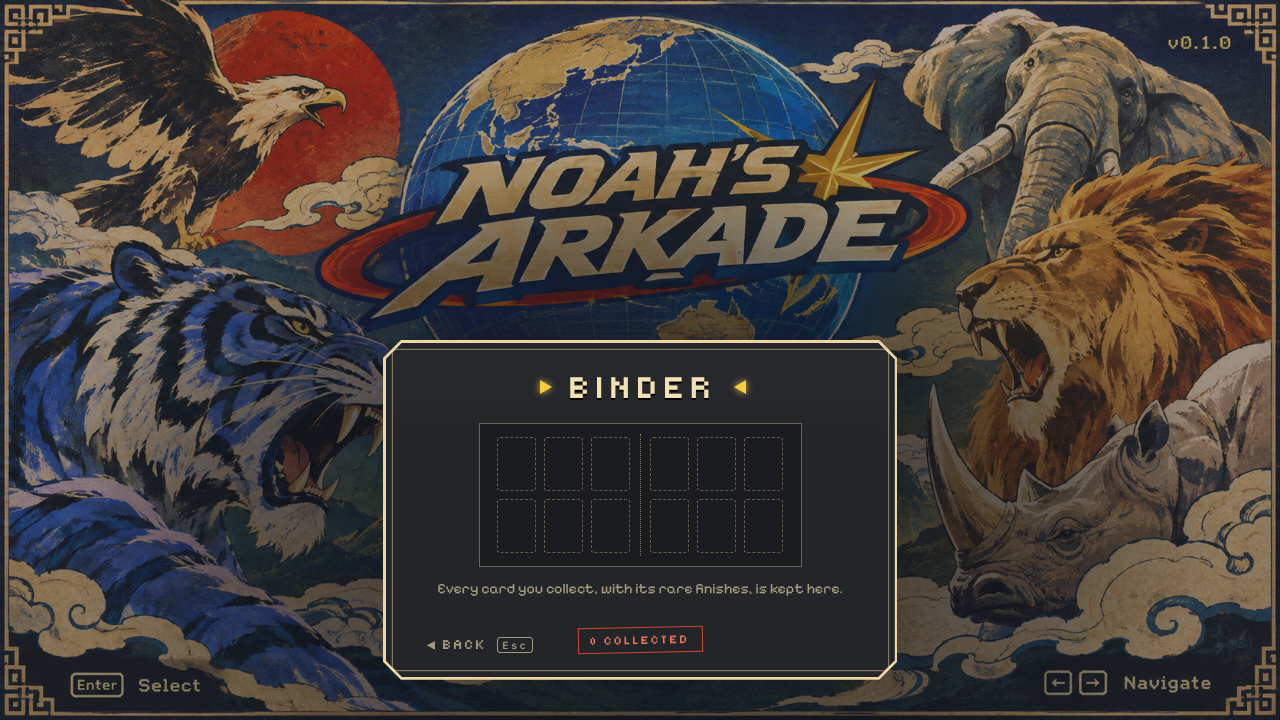 v0.1.0
NOAH'S
ARKADE
BINDER
Every card you collect, with its rare finishes, is kept here.
BACK Esc
0 COLLECTED
Enter Select
← → Navigate